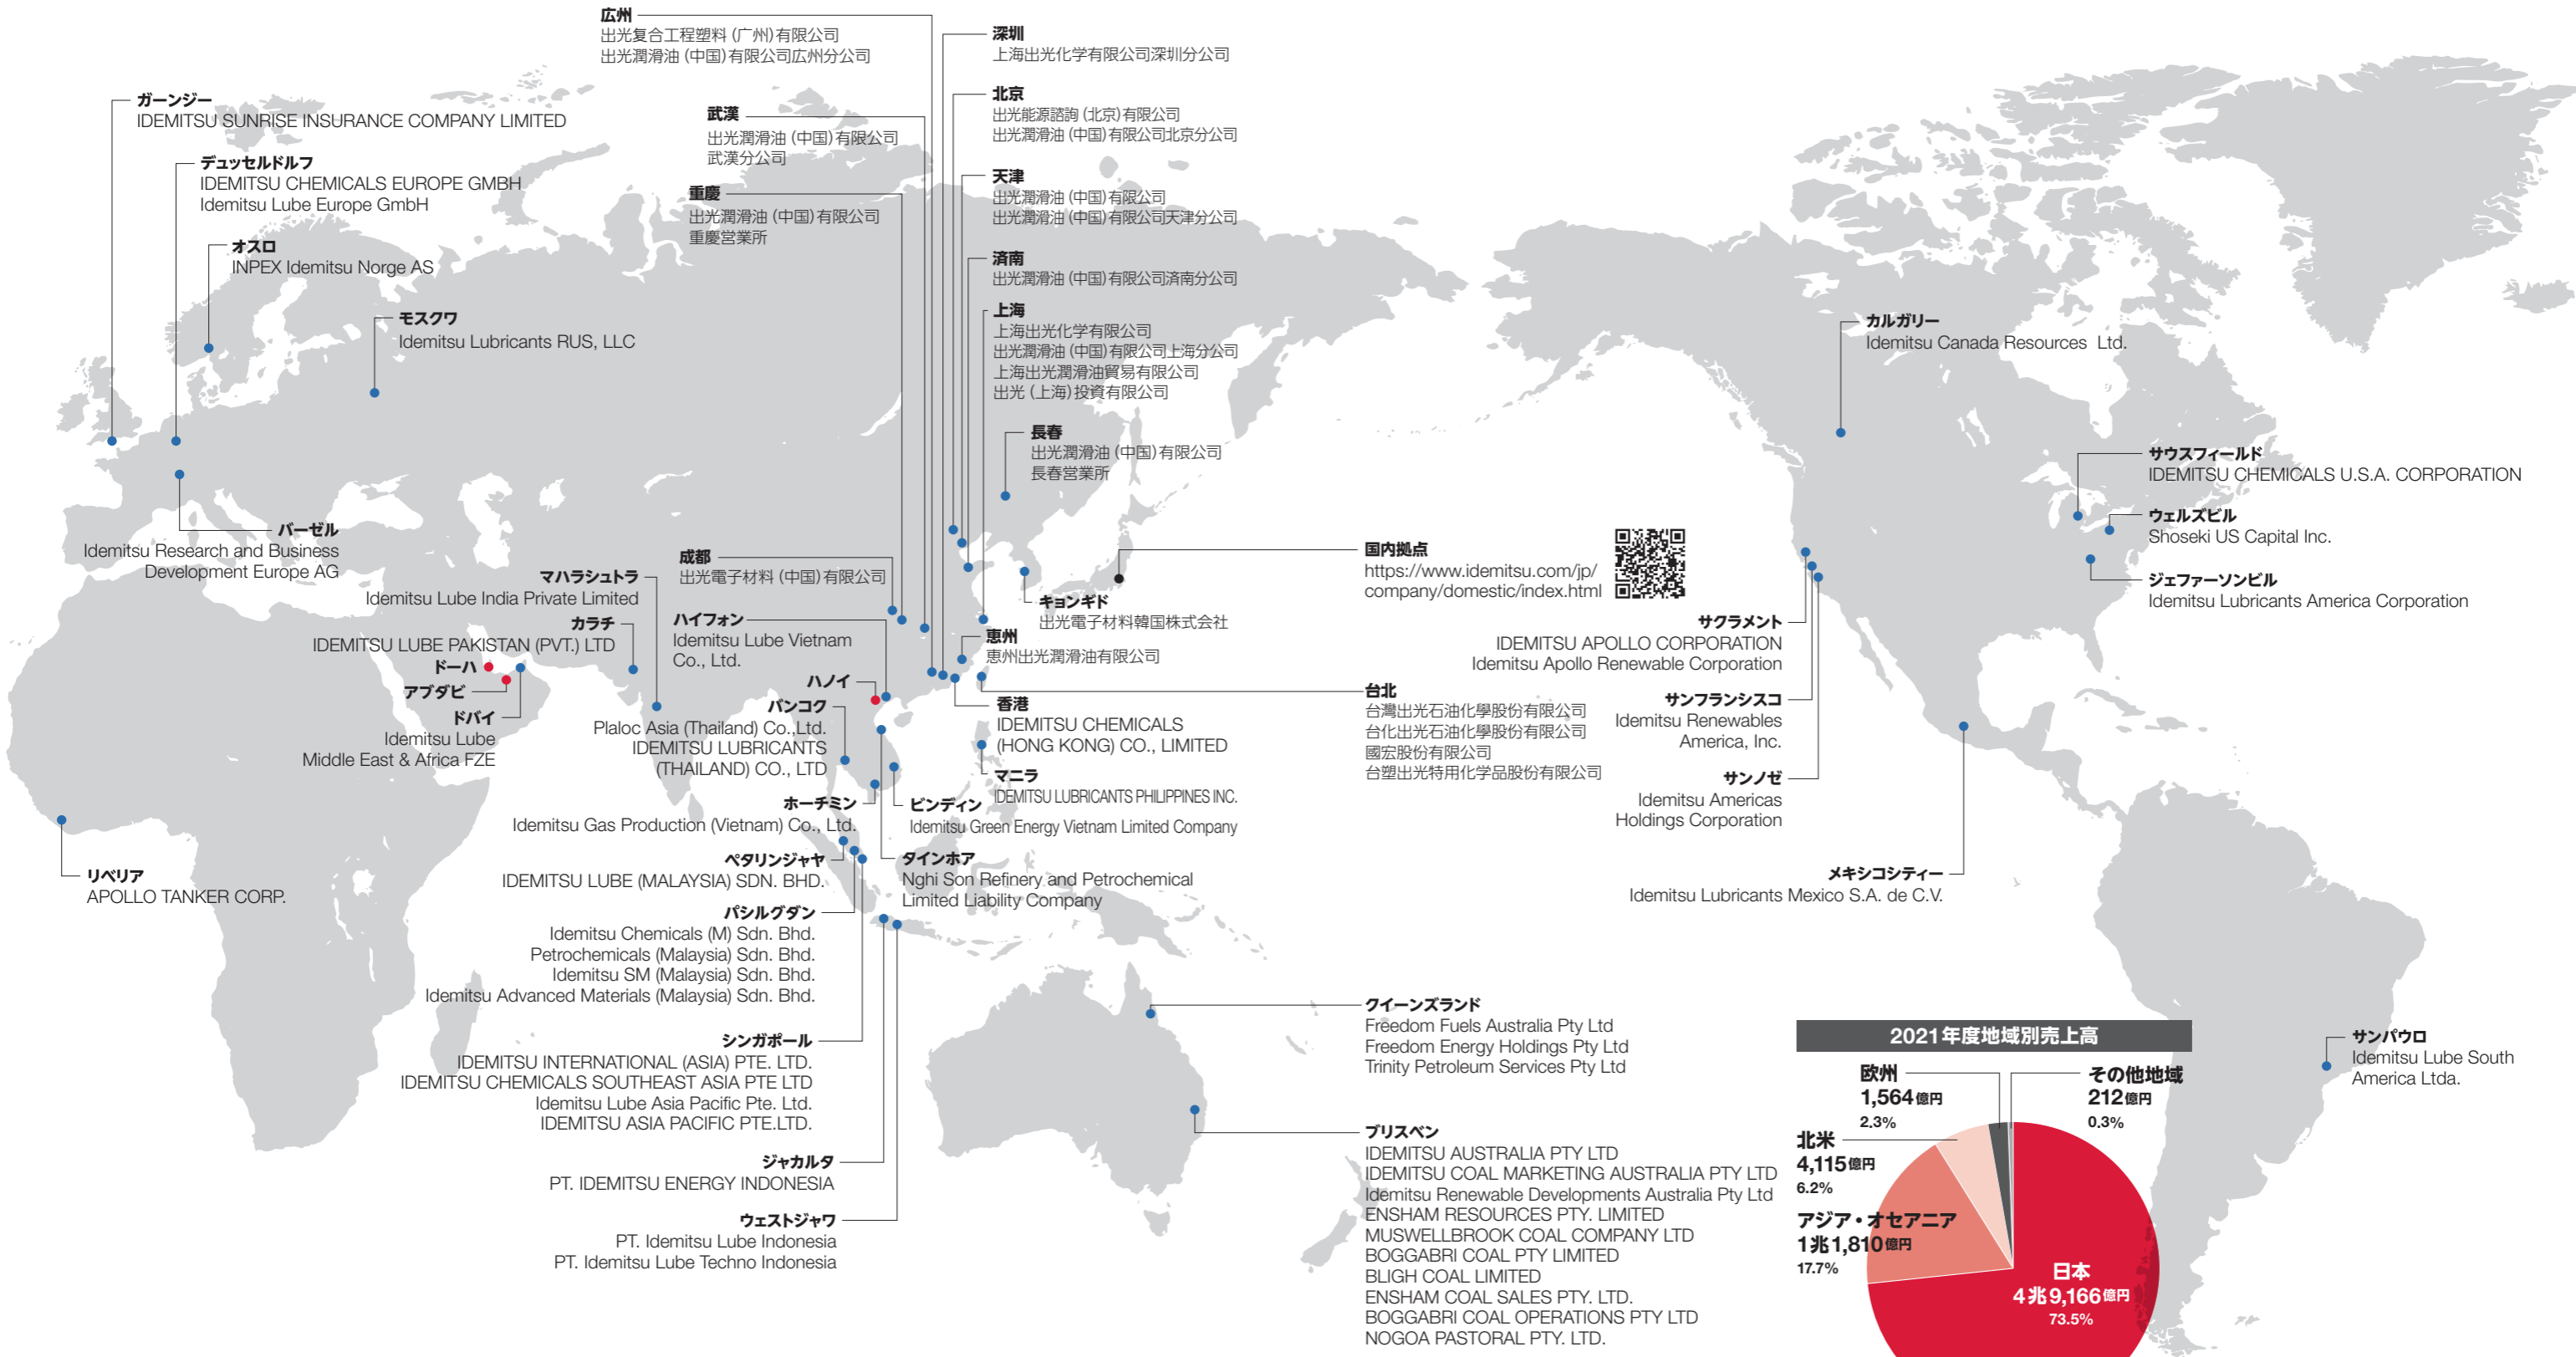 広州
出光复合工程塑料（广州）有限公司
出光潤滑油（中国）有限公司広州分公司
深圳
上海出光化学有限公司深圳分公司
北京
出光能源諮詢（北京）有限公司
出光潤滑油（中国）有限公司北京分公司
天津
出光潤滑油（中国）有限公司
出光潤滑油（中国）有限公司天津分公司
済南
出光潤滑油（中国）有限公司済南分公司
上海
上海出光化学有限公司
出光潤滑油（中国）有限公司上海分公司
上海出光潤滑油貿易有限公司
出光（上海）投資有限公司
長春
出光潤滑油（中国）有限公司
長春営業所
武漢
出光潤滑油（中国）有限公司
武漢分公司
重慶
出光潤滑油（中国）有限公司
重慶営業所
ガーンジー
IDEMITSU SUNRISE INSURANCE COMPANY LIMITED
デュッセルドルフ
IDEMITSU CHEMICALS EUROPE GMBH
Idemitsu Lube Europe GmbH
オスロ
INPEX Idemitsu Norge AS
モスクワ
Idemitsu Lubricants RUS, LLC
バーゼル
Idemitsu Research and Business
Development Europe AG
成都
出光電子材料（中国）有限公司
マハラシュトラ
Idemitsu Lube India Private Limited
カラチ
IDEMITSU LUBE PAKISTAN (PVT.) LTD
ドーハ
アブダビ
ドバイ
Idemitsu Lube
Middle East & Africa FZE
ハイフォン
Idemitsu Lube Vietnam
Co., Ltd.
ハノイ
バンコク
Plaloc Asia (Thailand) Co.,Ltd.
IDEMITSU LUBRICANTS
(THAILAND) CO., LTD
ホーチミン
Idemitsu Gas Production (Vietnam) Co., Ltd.
ペタリンジャヤ
IDEMITSU LUBE (MALAYSIA) SDN. BHD.
パシルグダン
Idemitsu Chemicals (M) Sdn. Bhd.
Petrochemicals (Malaysia) Sdn. Bhd.
Idemitsu SM (Malaysia) Sdn. Bhd.
Idemitsu Advanced Materials (Malaysia) Sdn. Bhd.
シンガポール
IDEMITSU INTERNATIONAL (ASIA) PTE. LTD.
IDEMITSU CHEMICALS SOUTHEAST ASIA PTE LTD
Idemitsu Lube Asia Pacific Pte. Ltd.
IDEMITSU ASIA PACIFIC PTE.LTD.
ジャカルタ
PT. IDEMITSU ENERGY INDONESIA
ウェストジャワ
PT. Idemitsu Lube Indonesia
PT. Idemitsu Lube Techno Indonesia
リベリア
APOLLO TANKER CORP.
キョンギド
出光電子材料韓国株式会社
恵州
恵州出光潤滑油有限公司
香港
IDEMITSU CHEMICALS
(HONG KONG) CO., LIMITED
マニラ
IDEMITSU LUBRICANTS PHILIPPINES INC.
ビンディン
Idemitsu Green Energy Vietnam Limited Company
タインホア
Nghi Son Refinery and Petrochemical
Limited Liability Company
国内拠点
https://www.idemitsu.com/jp/
company/domestic/index.html
台北
台灣出光石油化學股份有限公司
台化出光石油化學股份有限公司
國宏股份有限公司
台塑出光特用化学品股份有限公司
クイーンズランド
Freedom Fuels Australia Pty Ltd
Freedom Energy Holdings Pty Ltd
Trinity Petroleum Services Pty Ltd
ブリスベン
IDEMITSU AUSTRALIA PTY LTD
IDEMITSU COAL MARKETING AUSTRALIA PTY LTD
Idemitsu Renewable Developments Australia Pty Ltd
ENSHAM RESOURCES PTY. LIMITED
MUSWELLBROOK COAL COMPANY LTD
BOGGABRI COAL PTY LIMITED
BLIGH COAL LIMITED
ENSHAM COAL SALES PTY. LTD.
BOGGABRI COAL OPERATIONS PTY LTD
NOGOA PASTORAL PTY. LTD.
カルガリー
Idemitsu Canada Resources Ltd.
サウスフィールド
IDEMITSU CHEMICALS U.S.A. CORPORATION
ウェルズビル
Shoseki US Capital Inc.
ジェファーソンビル
Idemitsu Lubricants America Corporation
サクラメント
IDEMITSU APOLLO CORPORATION
Idemitsu Apollo Renewable Corporation
サンフランシスコ
Idemitsu Renewables
America, Inc.
サンノゼ
Idemitsu Americas
Holdings Corporation
メキシコシティー
Idemitsu Lubricants Mexico S.A. de C.V.
サンパウロ
Idemitsu Lube South
America Ltda.
2021年度地域別売上高
欧州
1,564億円
2.3%
その他地域
212億円
0.3%
北米
4,115億円
6.2%
アジア・オセアニア
1兆1,810億円
17.7%
日本
4兆9,166億円
73.5%